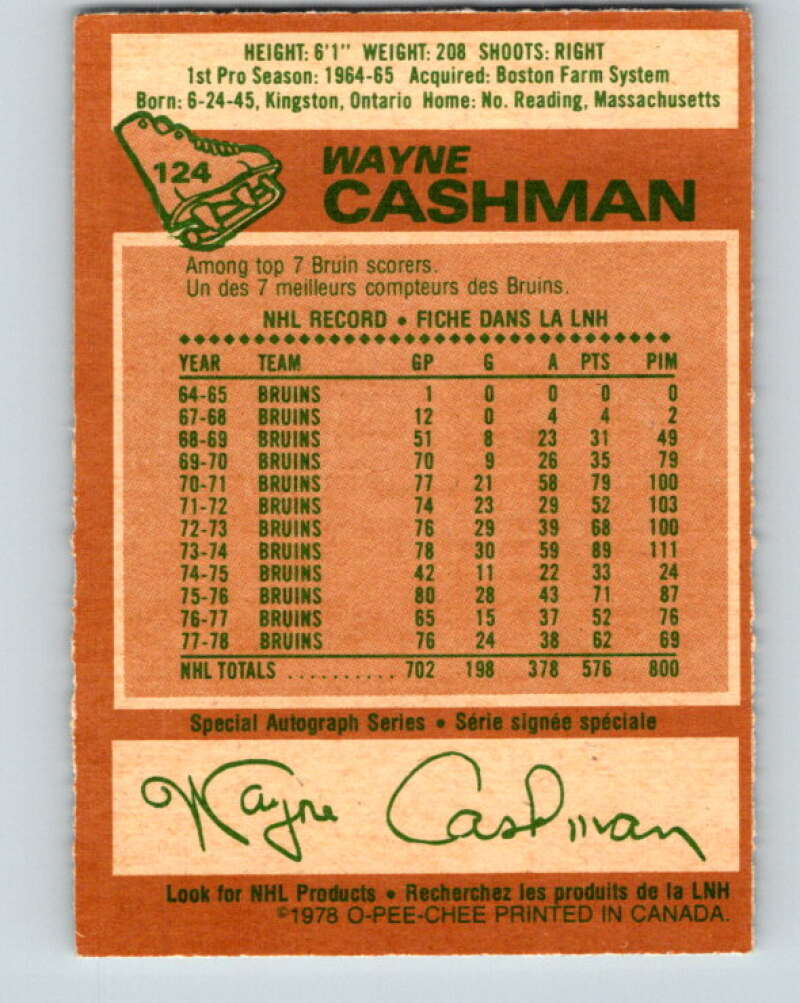 HEIGHT: 6'1" WEIGHT: 208 SHOOTS: RIGHT
1st Pro Season: 1964-65 Acquired: Boston Farm System
Born: 6-24-45, Kingston, Ontario Home: No. Reading, Massachusetts
124
WAYNE
CASHMAN
Among top 7 Bruin scorers.
Un des 7 meilleurs compteurs des Bruins.
NHL RECORD • FICHE DANS LA LNH
YEAR TEAM GP G A PTS PIM
64-65 BRUINS 1 0 0 0 0
67-68 BRUINS 12 0 4 4 2
68-69 BRUINS 51 8 23 31 49
69-70 BRUINS 70 9 26 35 79
70-71 BRUINS 77 21 58 79 100
71-72 BRUINS 74 23 29 52 103
72-73 BRUINS 76 29 39 68 100
73-74 BRUINS 78 30 59 89 111
74-75 BRUINS 42 11 22 33 24
75-76 BRUINS 80 28 43 71 87
76-77 BRUINS 65 15 37 52 76
77-78 BRUINS 76 24 38 62 69
NHL TOTALS .......... 702 198 378 576 800
Special Autograph Series • Série signée spéciale
Wayne Cashman
Look for NHL Products • Recherchez les produits de la LNH
©1978 O-PEE-CHEE PRINTED IN CANADA.